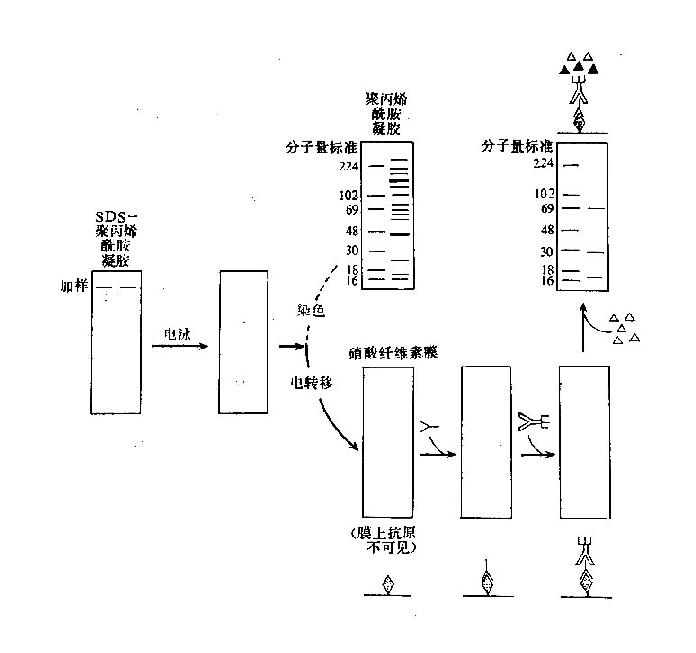 聚丙烯
酰胺
凝胶
分子量标准
224
102
69
48
30
18
16
分子量标准
224
102
69
48
30
18
16
SDS-
聚丙烯
酰胺
凝胶
加样
电泳
染色
电转移
硝酸纤维素膜
(膜上抗原
不可见)